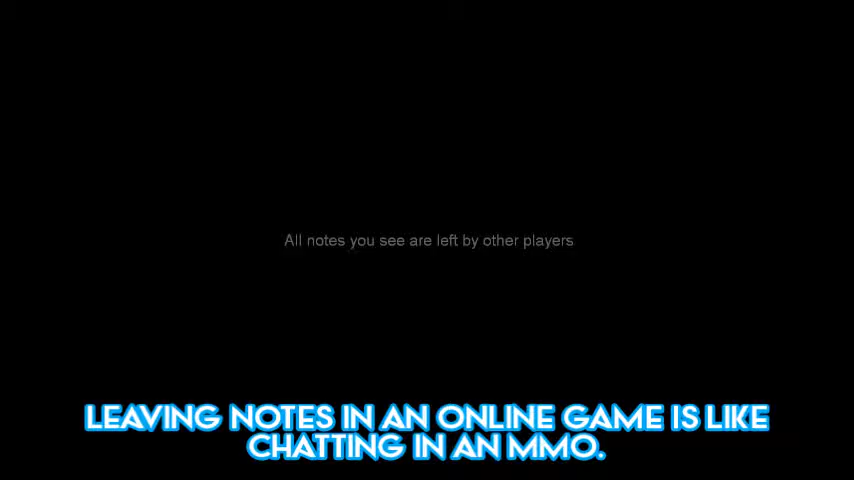 All notes you see are left by other players
LEAVING NOTES IN AN ONLINE GAME IS LIKE
CHATTING IN AN MMO.